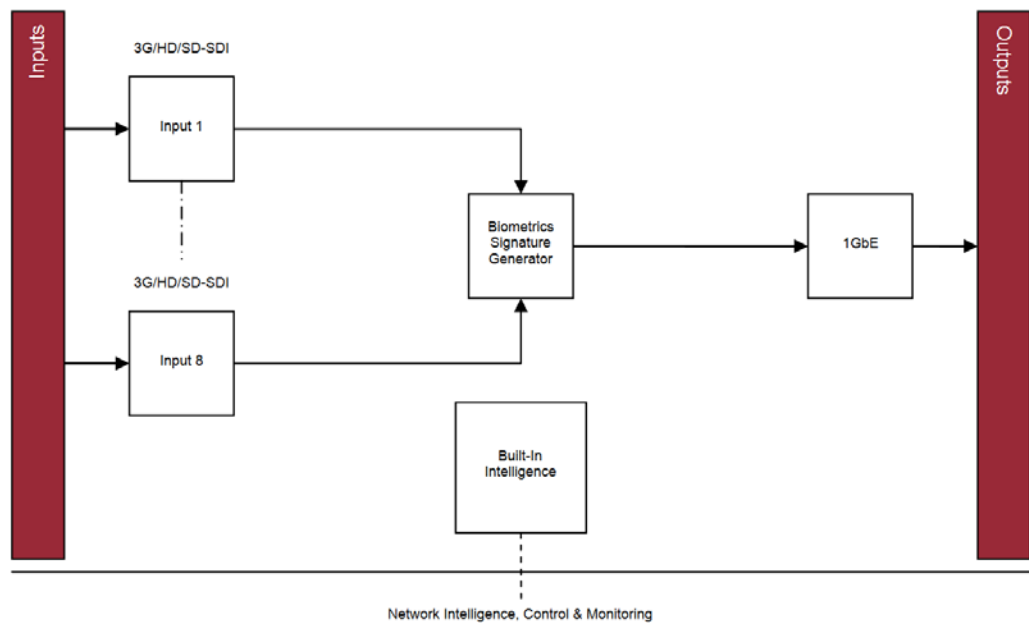 Inputs
Outputs
3G/HD/SD-SDI
Input 1
Biometrics
Signature
Generator
1GbE
3G/HD/SD-SDI
Input 8
Built-In
Intelligence
Network Intelligence, Control & Monitoring